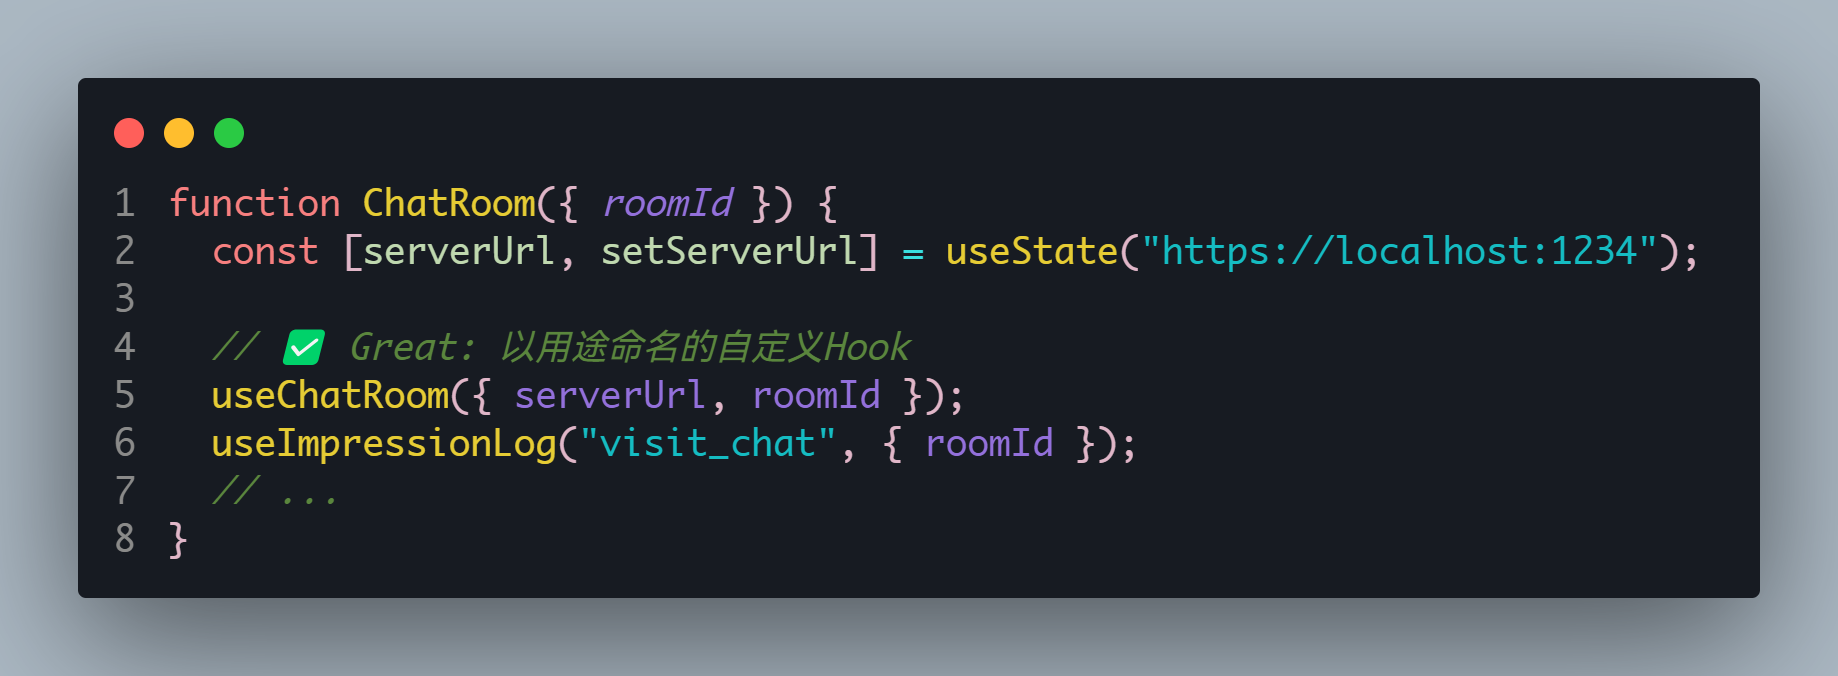 1 function ChatRoom({ roomId }) {
2   const [serverUrl, setServerUrl] = useState("https://localhost:1234");
3
4   // ✅ Great: 以用途命名的自定义Hook
5   useChatRoom({ serverUrl, roomId });
6   useImpressionLog("visit_chat", { roomId });
7   // ...
8 }